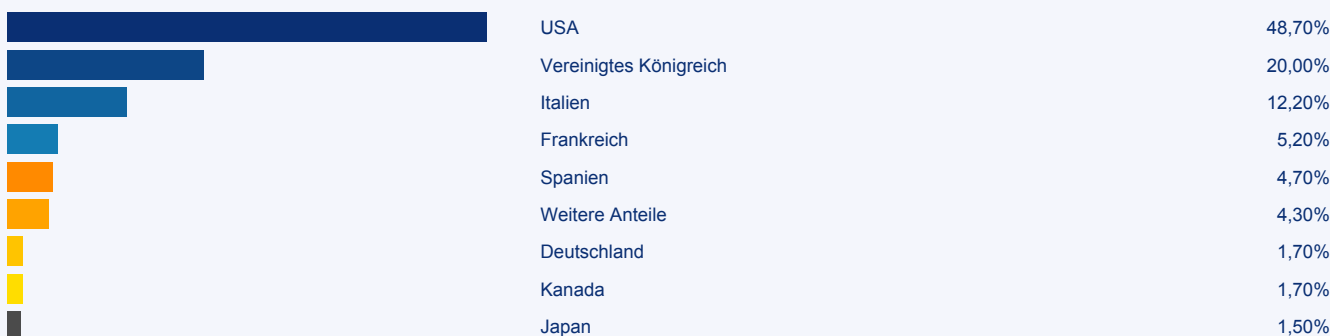 USA 48,70%
Vereinigtes Königreich 20,00%
Italien 12,20%
Frankreich 5,20%
Spanien 4,70%
Weitere Anteile 4,30%
Deutschland 1,70%
Kanada 1,70%
Japan 1,50%